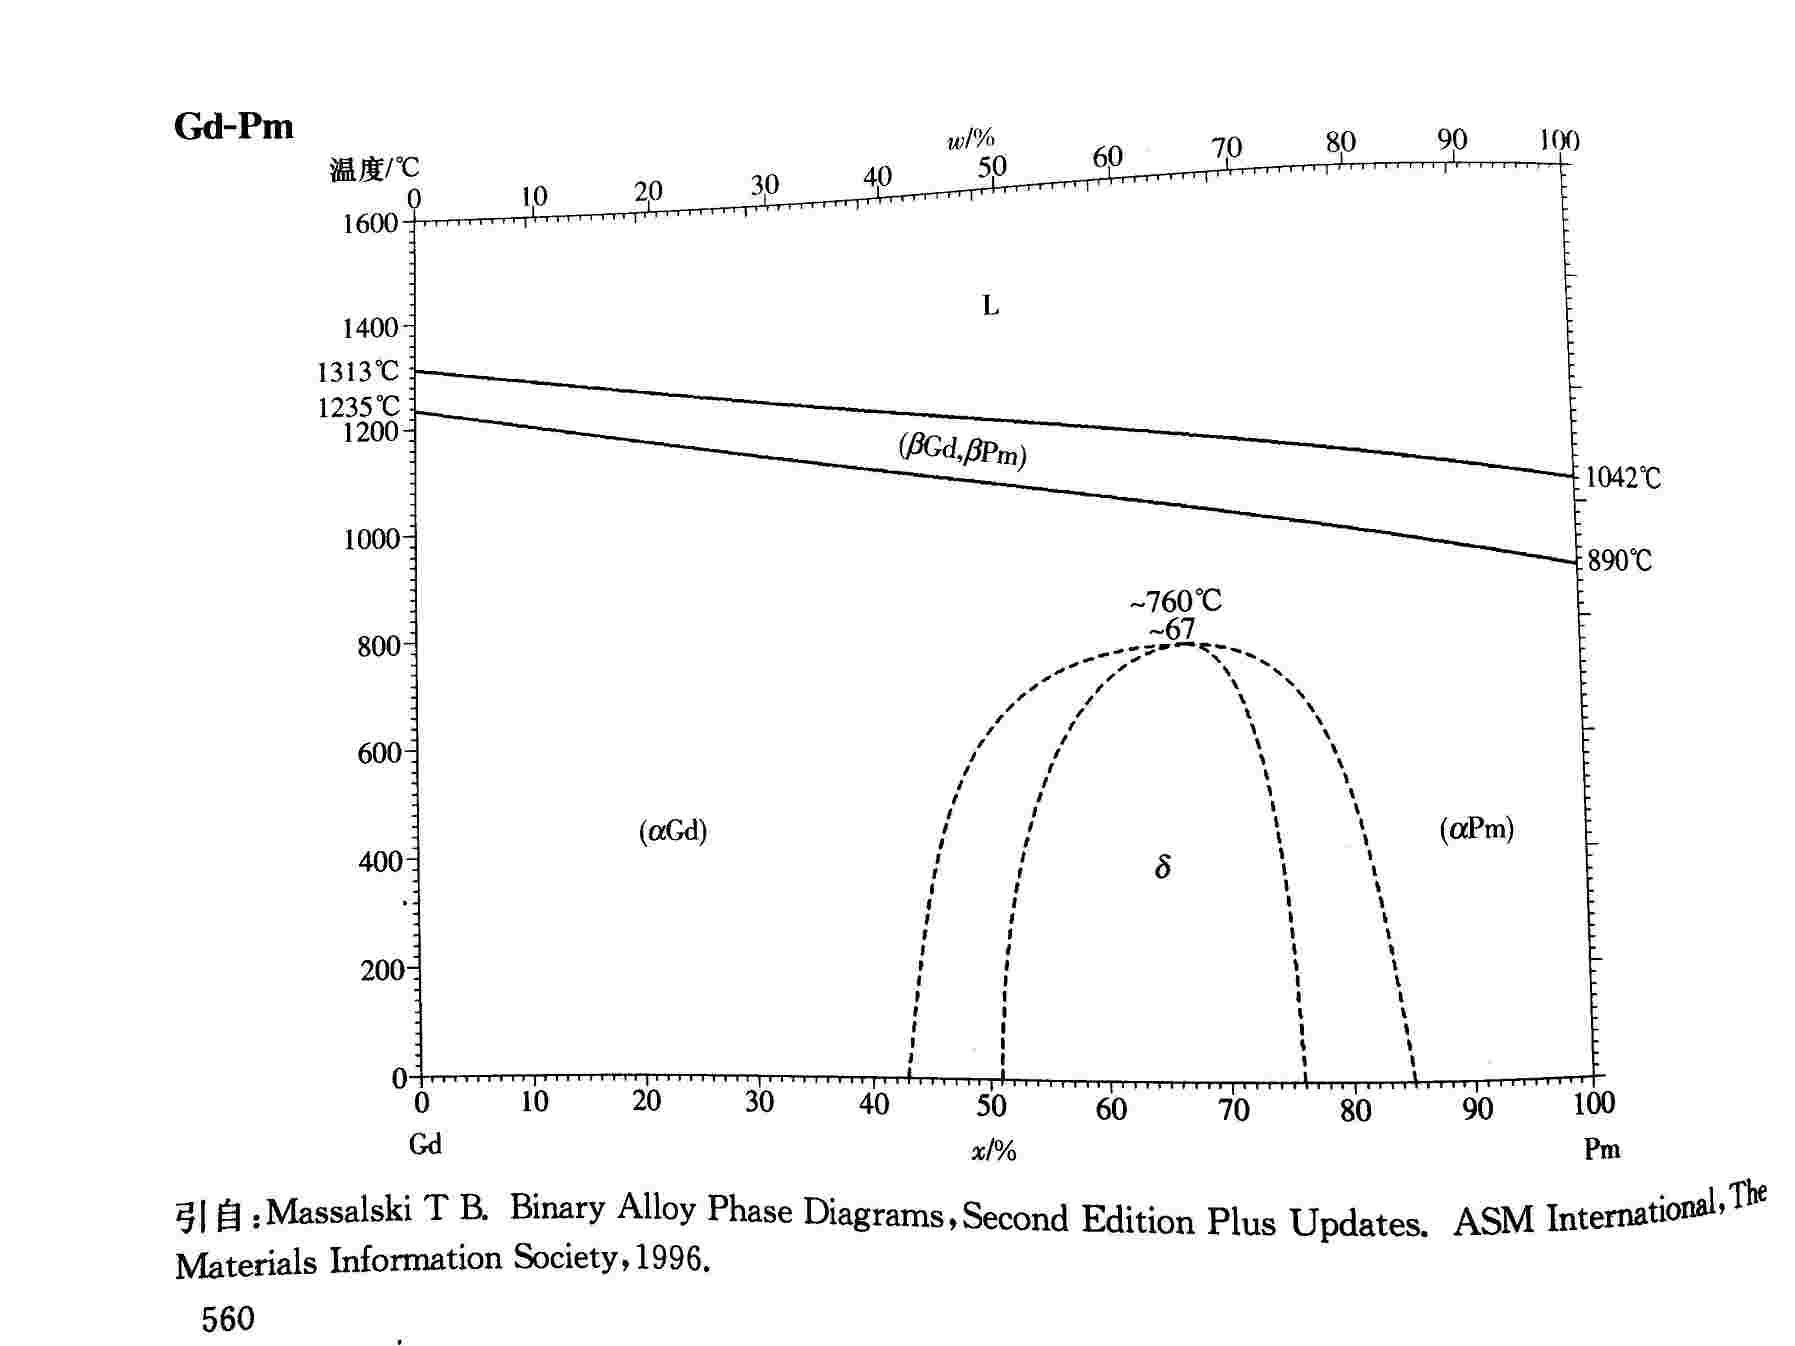 Gd-Pm
w/%
温度/℃
0 10 20 30 40 50 60 70 80 90 100
1600
L
1400
1313℃
1235℃
1200
(βGd,βPm)
1042℃
1000
890℃
~760℃
~67
800
600
(αGd)
(αPm)
400
δ
200
0
0 10 20 30 40 50 60 70 80 90 100
Gd
x/%
Pm
引自:Massalski T B. Binary Alloy Phase Diagrams,Second Edition Plus Updates. ASM International,The
Materials Information Society,1996.
560